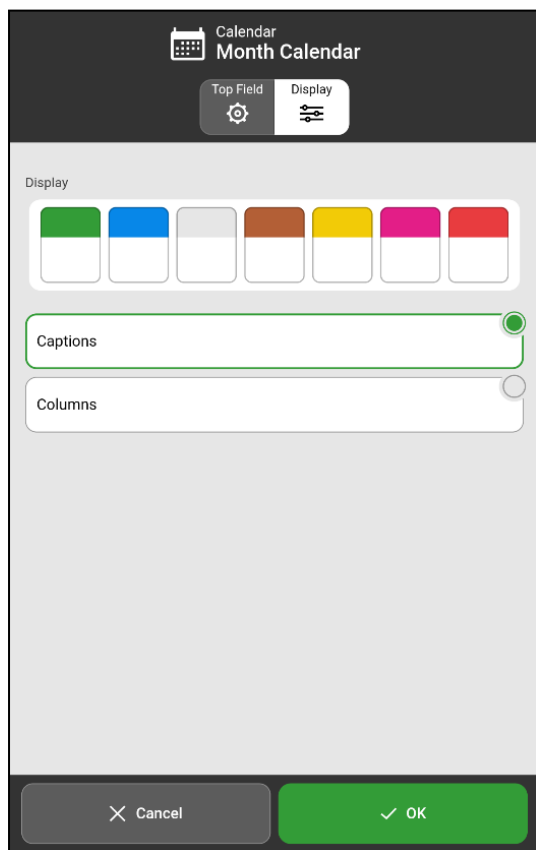 Calendar
Month Calendar
Top Field
Display
Display
Captions
Columns
Cancel
OK